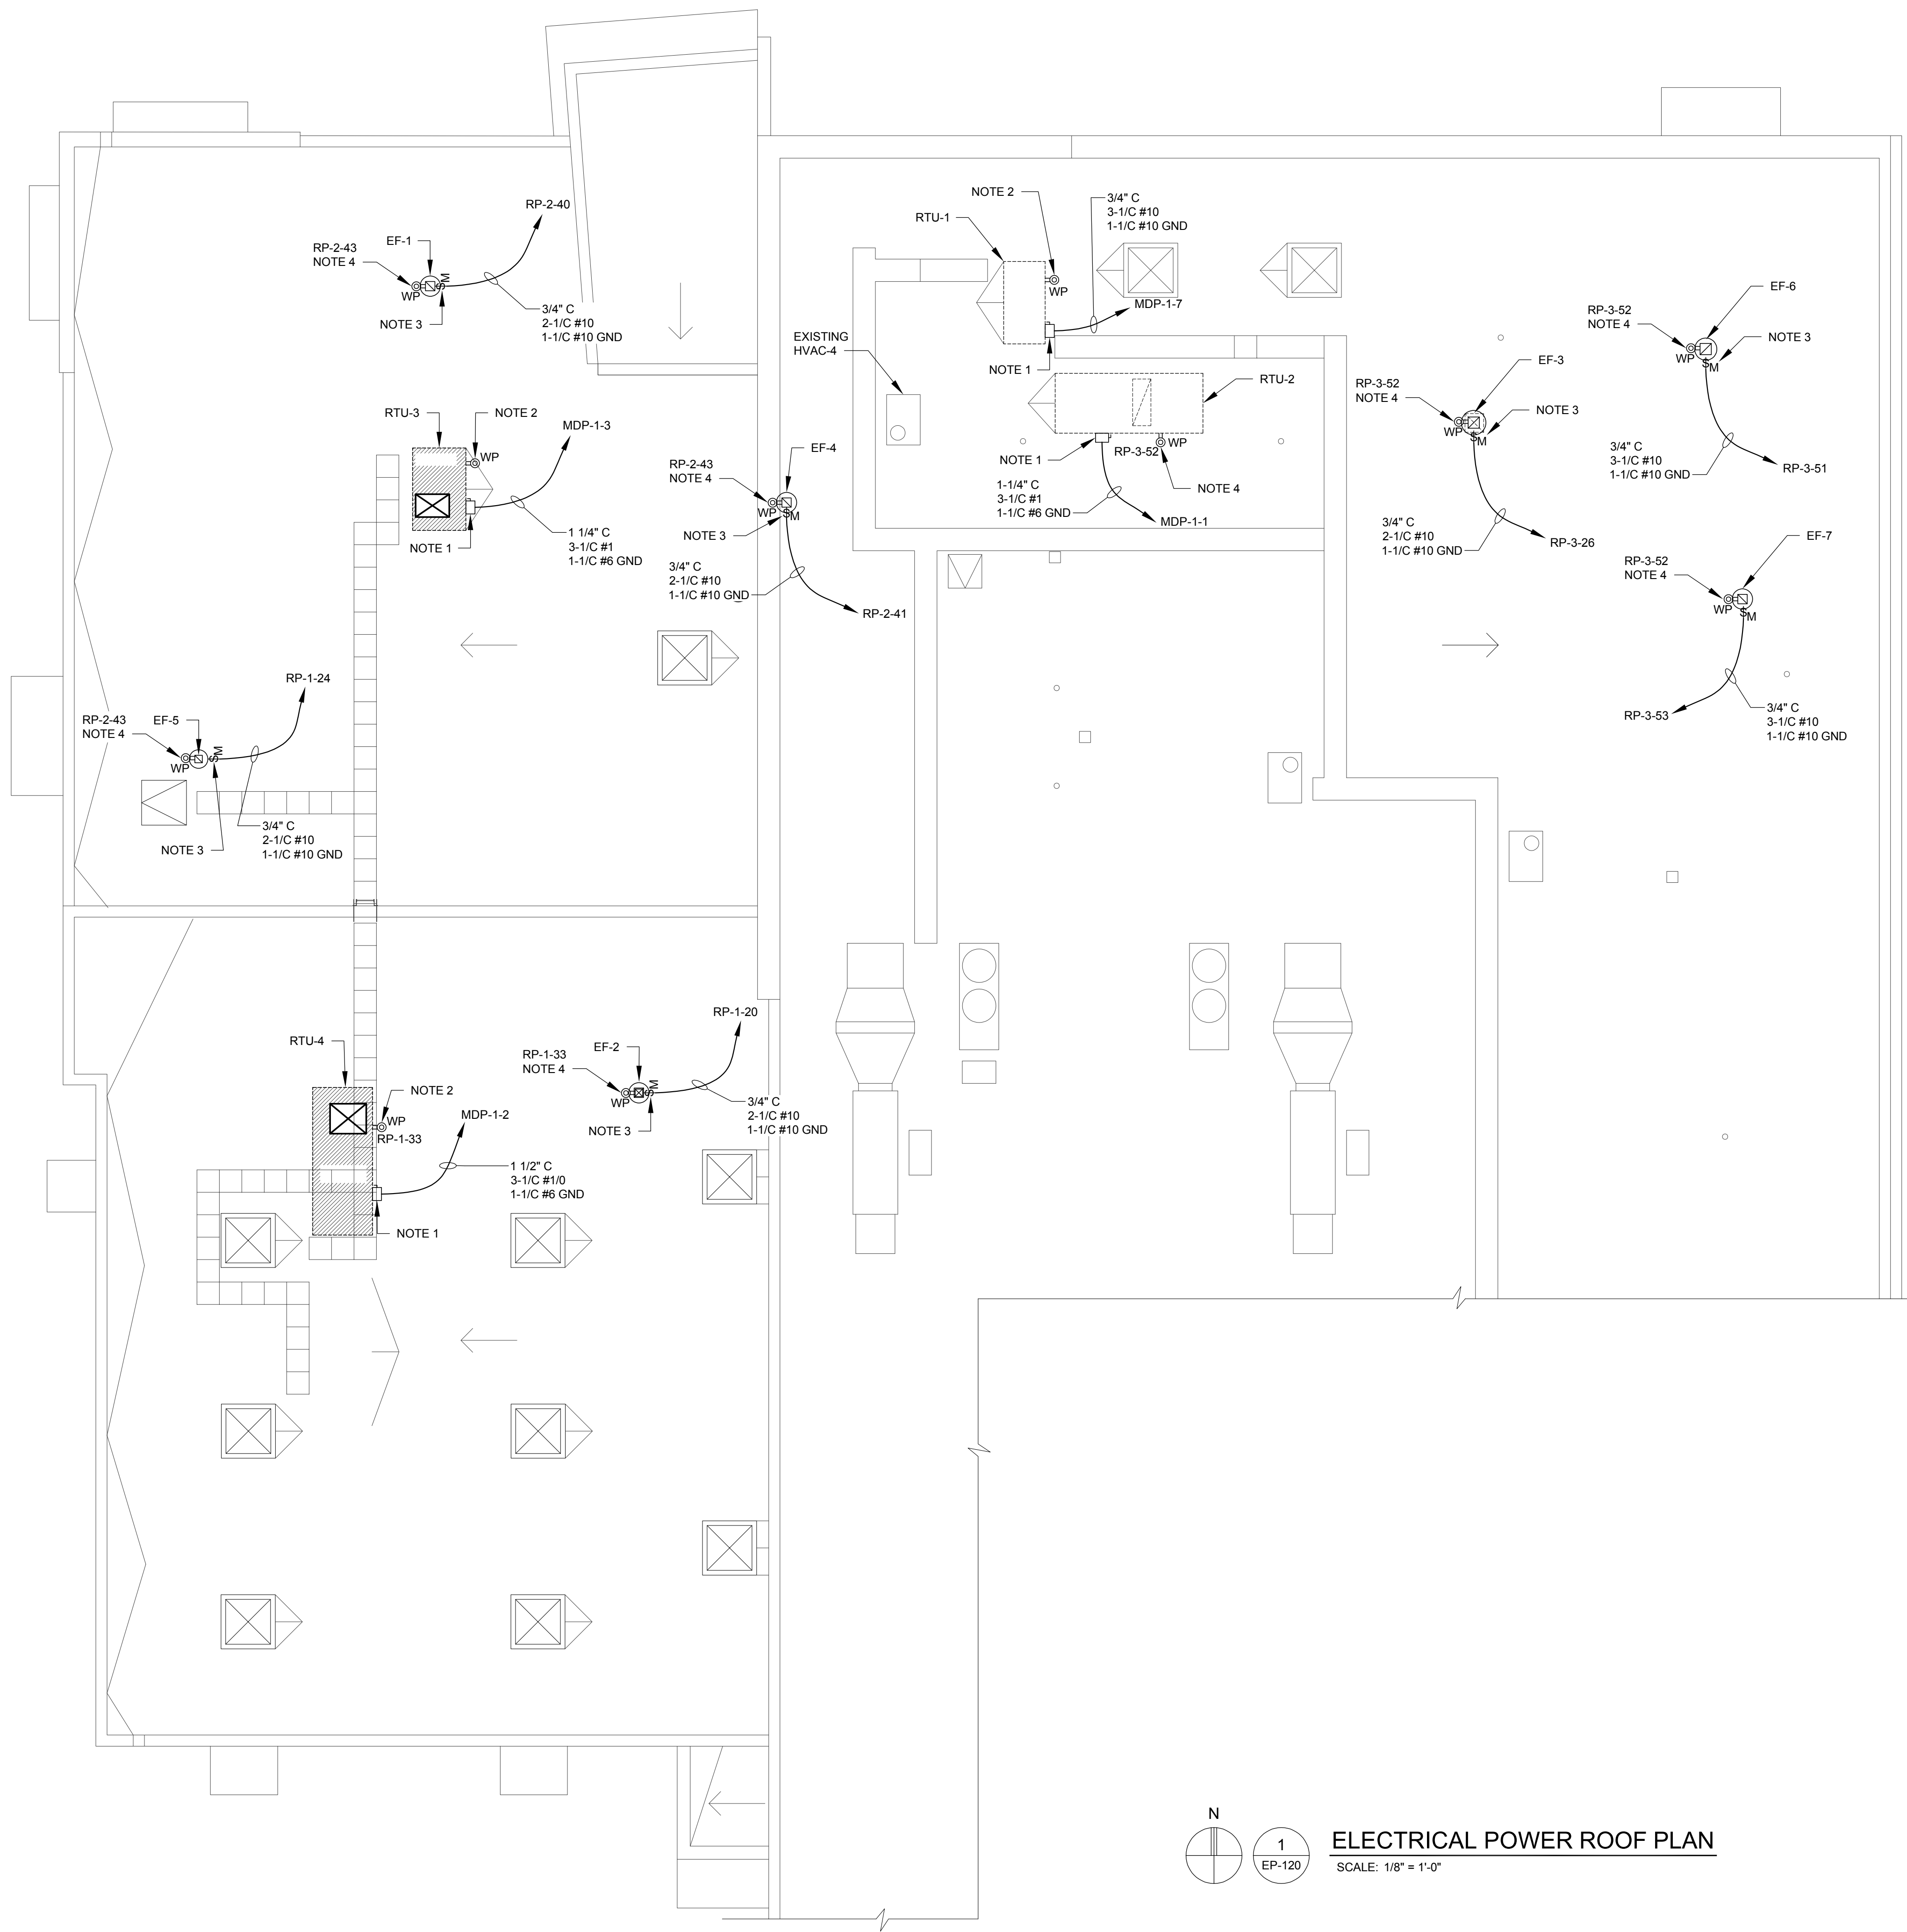 RP-2-40
EF-1
RP-2-43
NOTE 4
WP
SM
NOTE 3
3/4" C
2-1/C #10
1-1/C #10 GND
NOTE 2
RTU-1
3/4" C
3-1/C #10
1-1/C #10 GND
WP
MDP-1-7
EXISTING
HVAC-4
NOTE 1
RTU-2
NOTE 1
RP-3-52
WP
NOTE 4
1-1/4" C
3-1/C #1
1-1/C #6 GND
MDP-1-1
EF-6
RP-3-52
NOTE 4
NOTE 3
WP
SM
3/4" C
3-1/C #10
1-1/C #10 GND
RP-3-51
EF-3
RP-3-52
NOTE 4
NOTE 3
WP
SM
3/4" C
2-1/C #10
1-1/C #10 GND
RP-3-26
EF-7
RP-3-52
NOTE 4
WP
SM
RP-3-53
3/4" C
3-1/C #10
1-1/C #10 GND
RTU-3
NOTE 2
MDP-1-3
WP
NOTE 1
1 1/4" C
3-1/C #1
1-1/C #6 GND
EF-4
RP-2-43
NOTE 4
WP
SM
NOTE 3
3/4" C
2-1/C #10
1-1/C #10 GND
RP-2-41
RP-1-24
RP-2-43
NOTE 4
EF-5
WP
SM
NOTE 3
3/4" C
2-1/C #10
1-1/C #10 GND
RTU-4
NOTE 2
WP
RP-1-33
MDP-1-2
1 1/2" C
3-1/C #1/0
1-1/C #6 GND
NOTE 1
RP-1-20
EF-2
RP-1-33
NOTE 4
WP
SM
NOTE 3
3/4" C
2-1/C #10
1-1/C #10 GND
N
1
EP-120
ELECTRICAL POWER ROOF PLAN
SCALE: 1/8" = 1'-0"